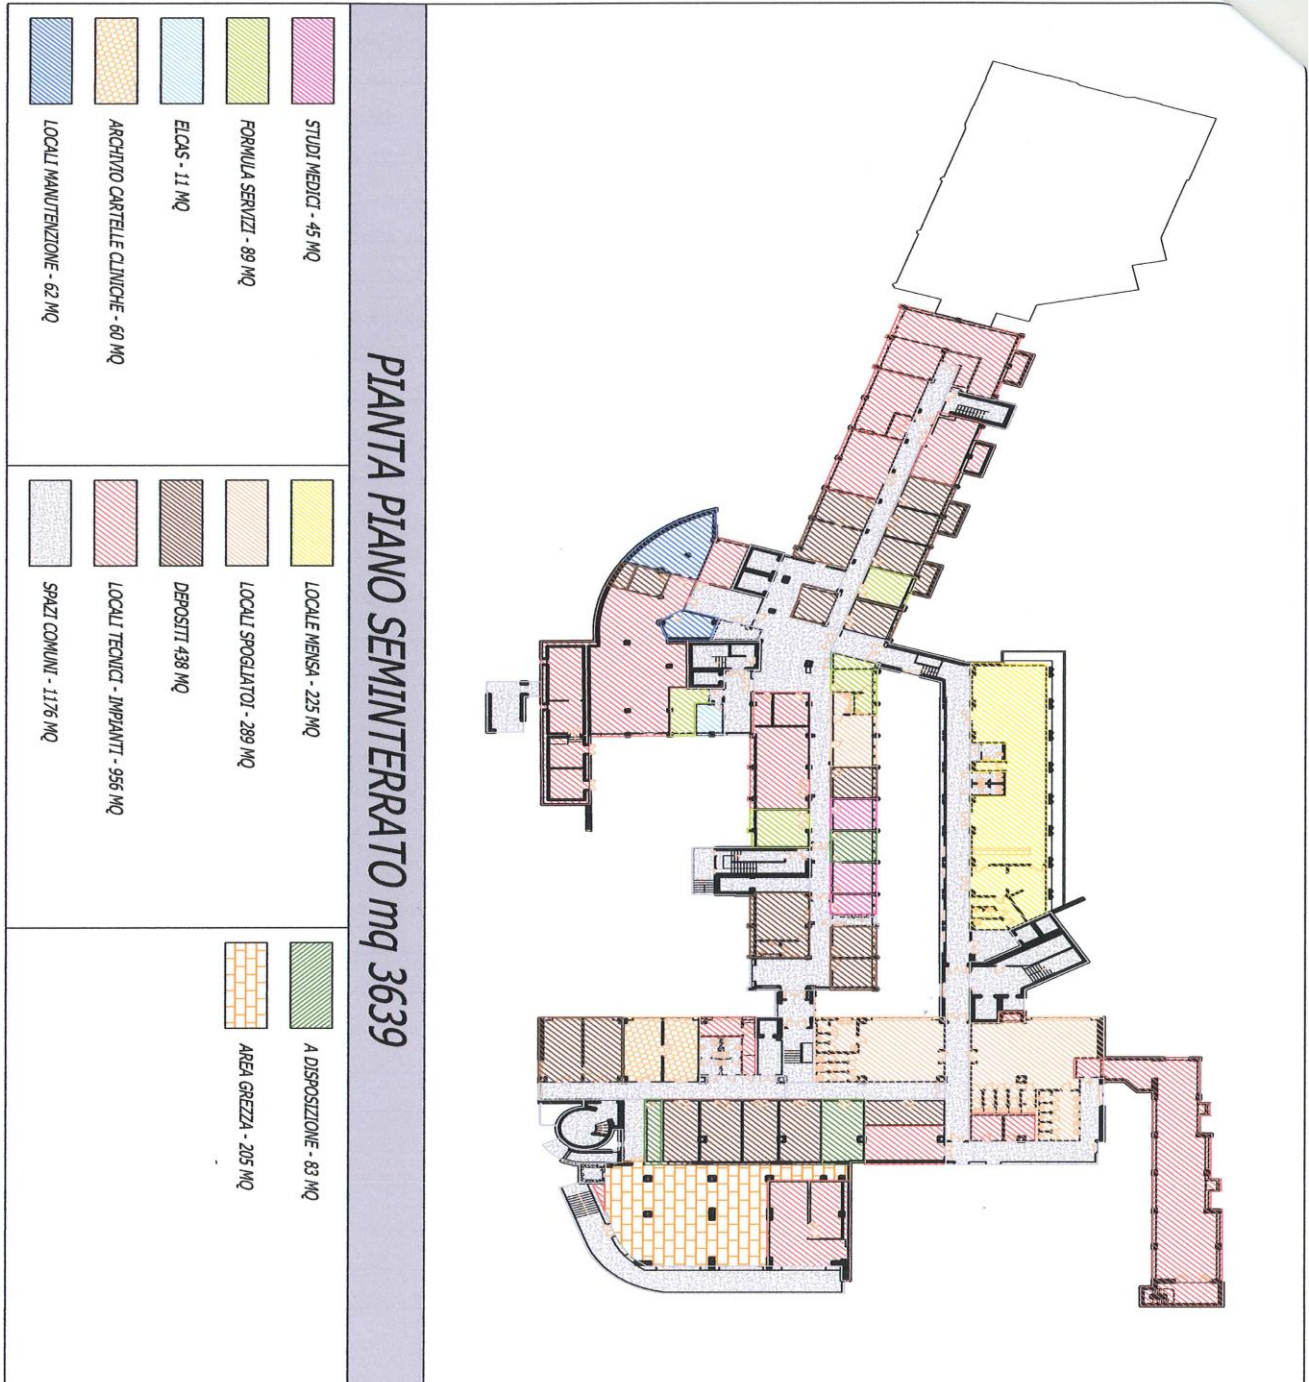 PIANTA PIANO SEMINTERRATO mq 3639
STUDI MEDICI - 45 MQ
FORMULA SERVIZI - 89 MQ
ELCAS - 11 MQ
ARCHIVIO CARTELLE CLINICHE - 60 MQ
LOCALI MANUTENZIONE - 62 MQ
LOCALE MENSA - 225 MQ
LOCALI SPOGLIATOI - 289 MQ
DEPOSITI 438 MQ
LOCALI TECNICI - IMPIANTI - 956 MQ
SPAZI COMUNI - 1176 MQ
A DISPOSIZIONE - 83 MQ
AREA GREZZA - 205 MQ